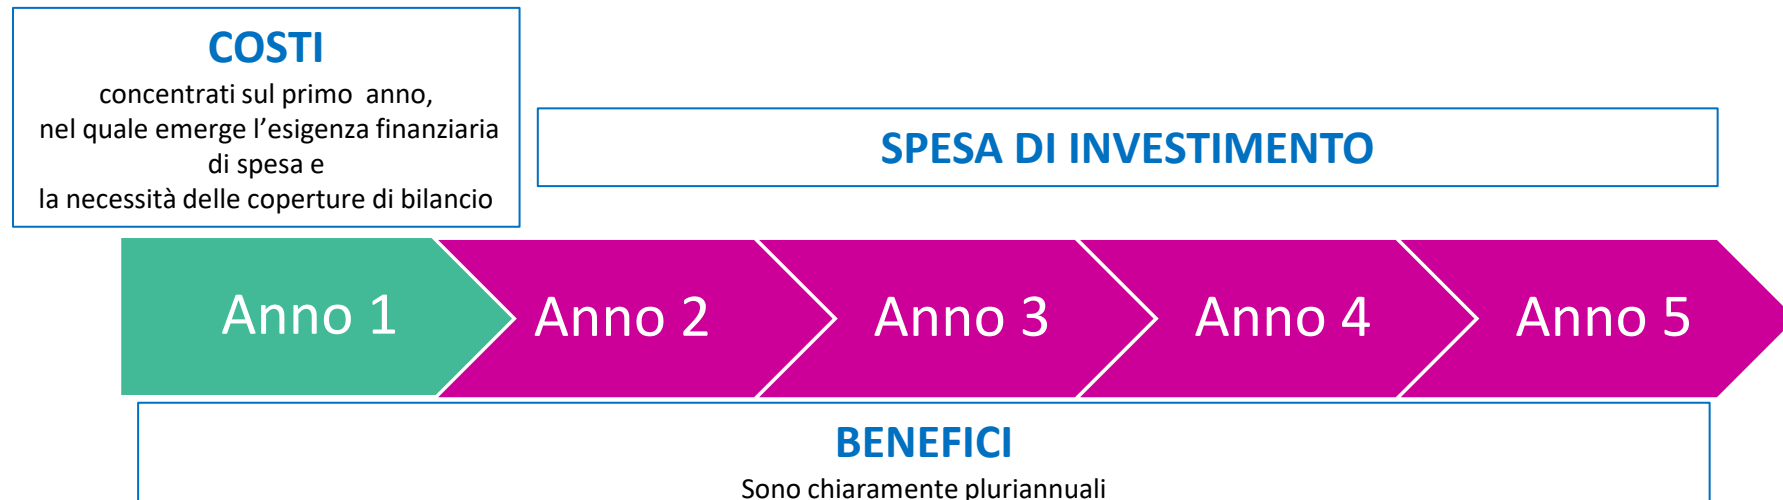 COSTI
concentrati sul primo  anno,
nel quale emerge l’esigenza finanziaria
di spesa e
la necessità delle coperture di bilancio
SPESA DI INVESTIMENTO
Anno 1
Anno 2
Anno 3
Anno 4
Anno 5
BENEFICI
Sono chiaramente pluriannuali